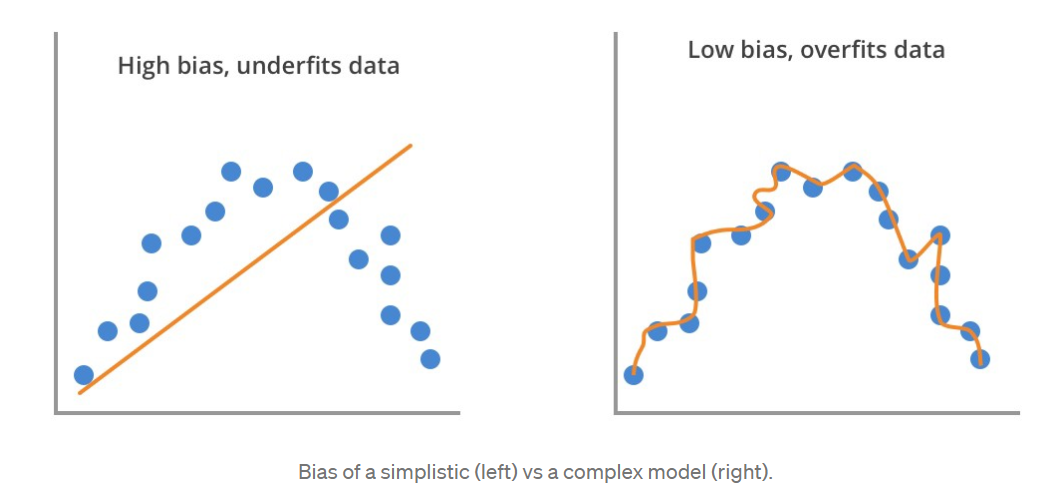 High bias, underfits data
Low bias, overfits data
Bias of a simplistic (left) vs a complex model (right).